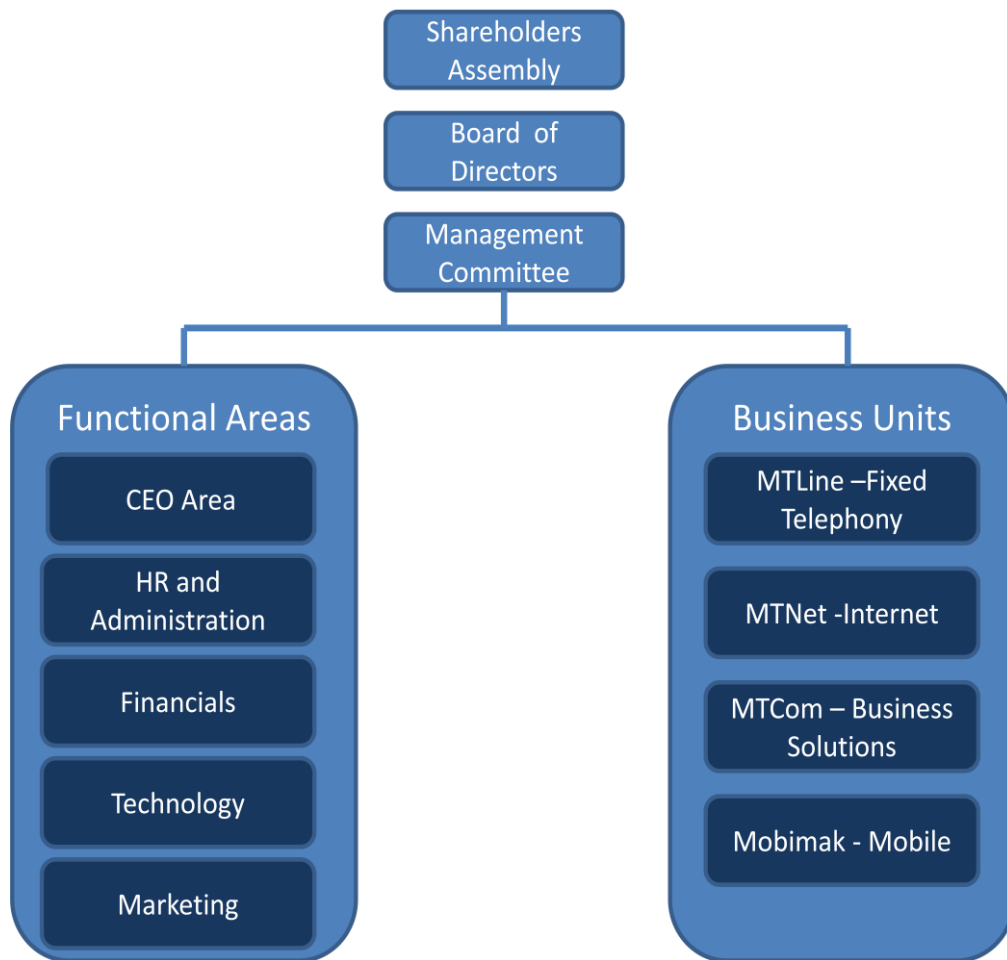 Shareholders
Assembly
Board of
Directors
Management
Committee
Functional Areas
CEO Area
HR and
Administration
Financials
Technology
Marketing
Business Units
MTLine –Fixed
Telephony
MTNet -Internet
MTCom – Business
Solutions
Mobimak - Mobile